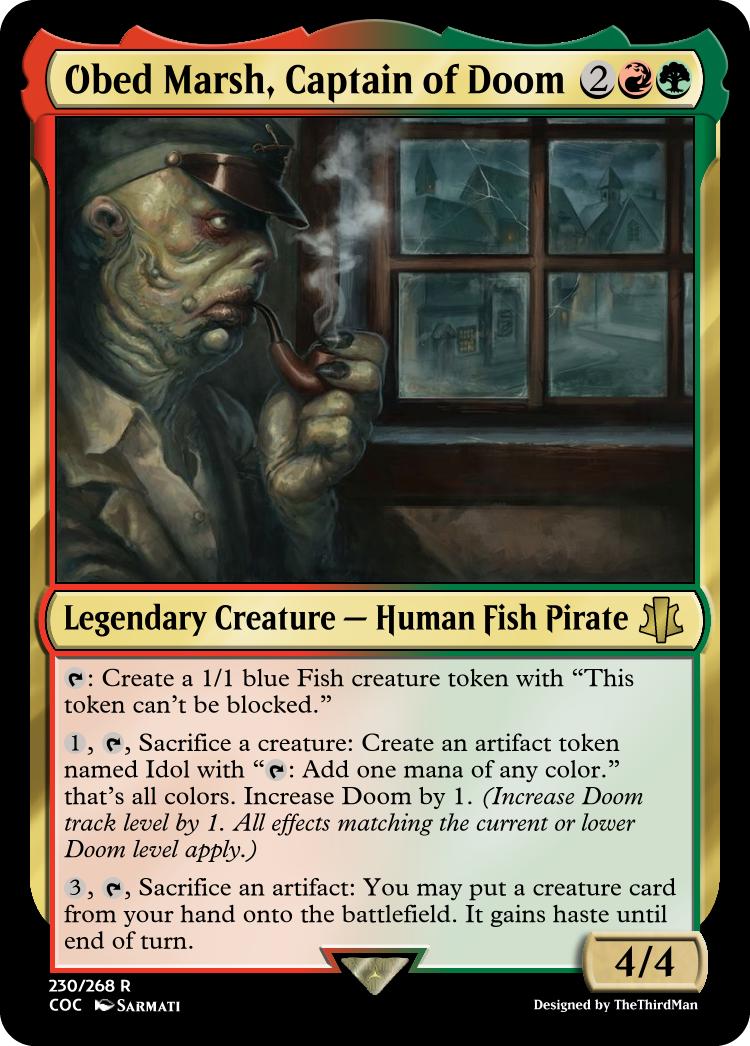 Obed Marsh, Captain of Doom 2
Legendary Creature — Human Fish Pirate
: Create a 1/1 blue Fish creature token with “This
token can’t be blocked.”
1, , Sacrifice a creature: Create an artifact token
named Idol with “: Add one mana of any color.”
that’s all colors. Increase Doom by 1. (Increase Doom
track level by 1. All effects matching the current or lower
Doom level apply.)
3, , Sacrifice an artifact: You may put a creature card
from your hand onto the battlefield. It gains haste until
end of turn.
4/4
230/268 R
COC SARMATI
Designed by TheThirdMan